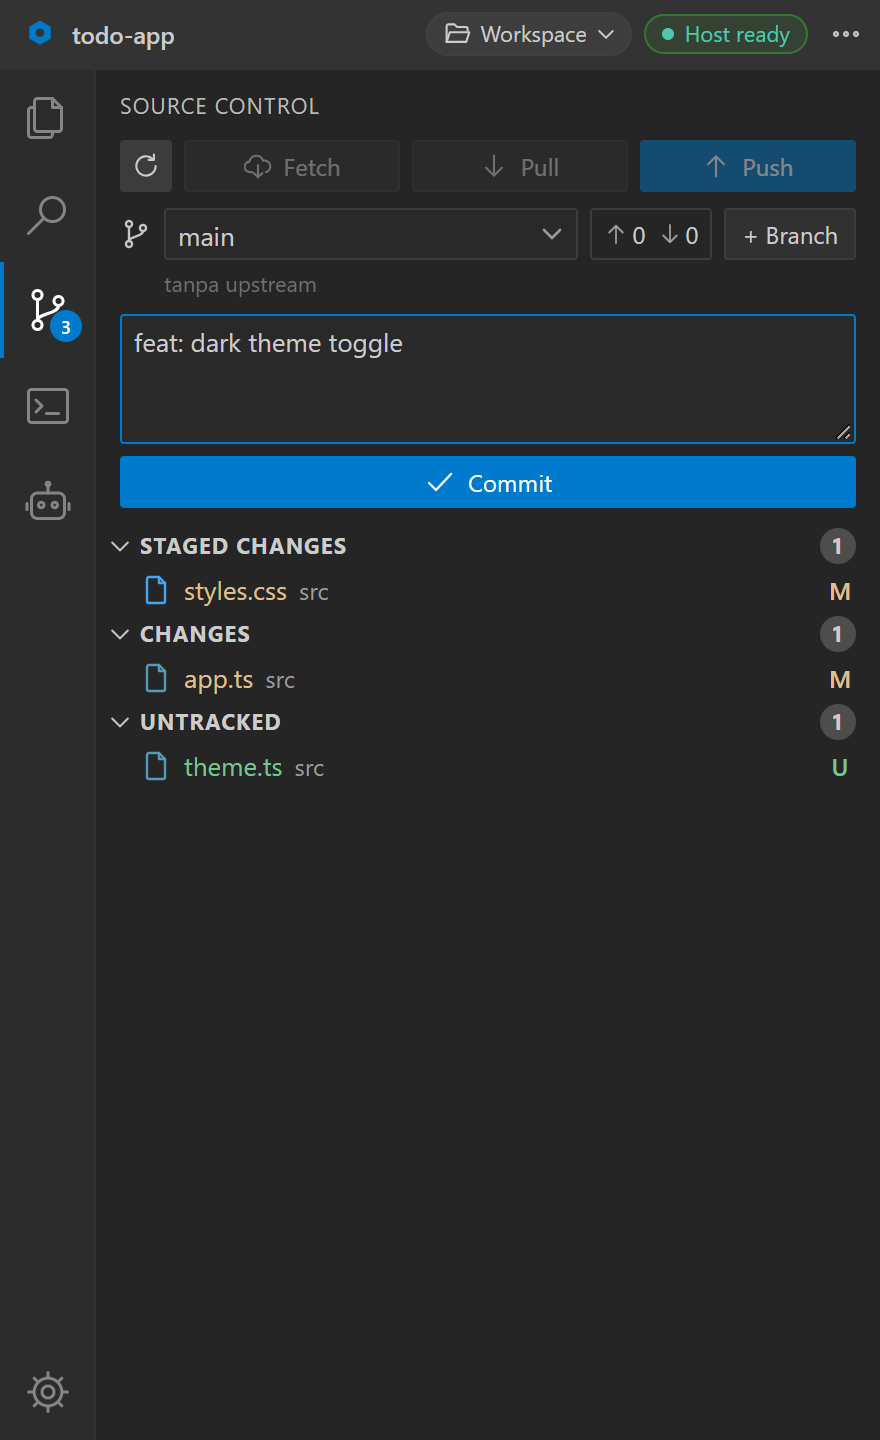 todo-app Workspace Host ready
SOURCE CONTROL
Fetch Pull Push
main ↑ 0 ↓ 0 + Branch
tanpa upstream
3
feat: dark theme toggle
Commit
STAGED CHANGES 1
styles.css src M
CHANGES 1
app.ts src M
UNTRACKED 1
theme.ts src U